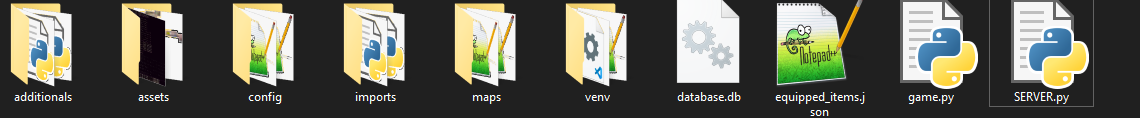 additionals
assets
config
imports
maps
venv
database.db
equipped_items.j
son
game.py
SERVER.py